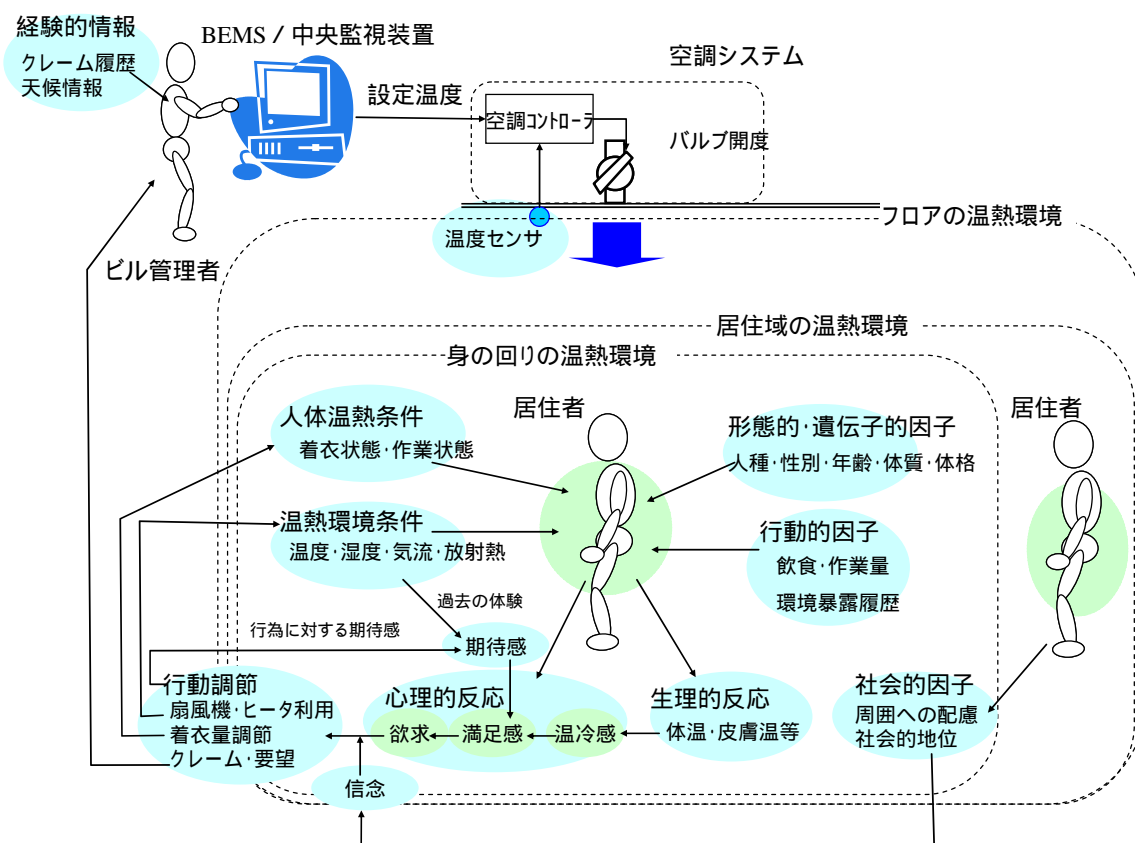 経験的情報
クレーム履歴
天候情報
BEMS / 中央監視装置
設定温度
空調システム
空調コントローラ
バルブ開度
温度センサ
フロアの温熱環境
ビル管理者
居住域の温熱環境
身の回りの温熱環境
人体温熱条件
着衣状態・作業状態
居住者
形態的・遺伝子的因子
人種・性別・年齢・体質・体格
居住者
温熱環境条件
温度・湿度・気流・放射熱
行動的因子
飲食・作業量
環境暴露履歴
過去の体験
行為に対する期待感
期待感
行動調節
扇風機・ヒータ利用
着衣量調節
クレーム・要望
心理的反応
欲求
満足感
温冷感
生理的反応
体温・皮膚温等
社会的因子
周囲への配慮
社会的地位
信念